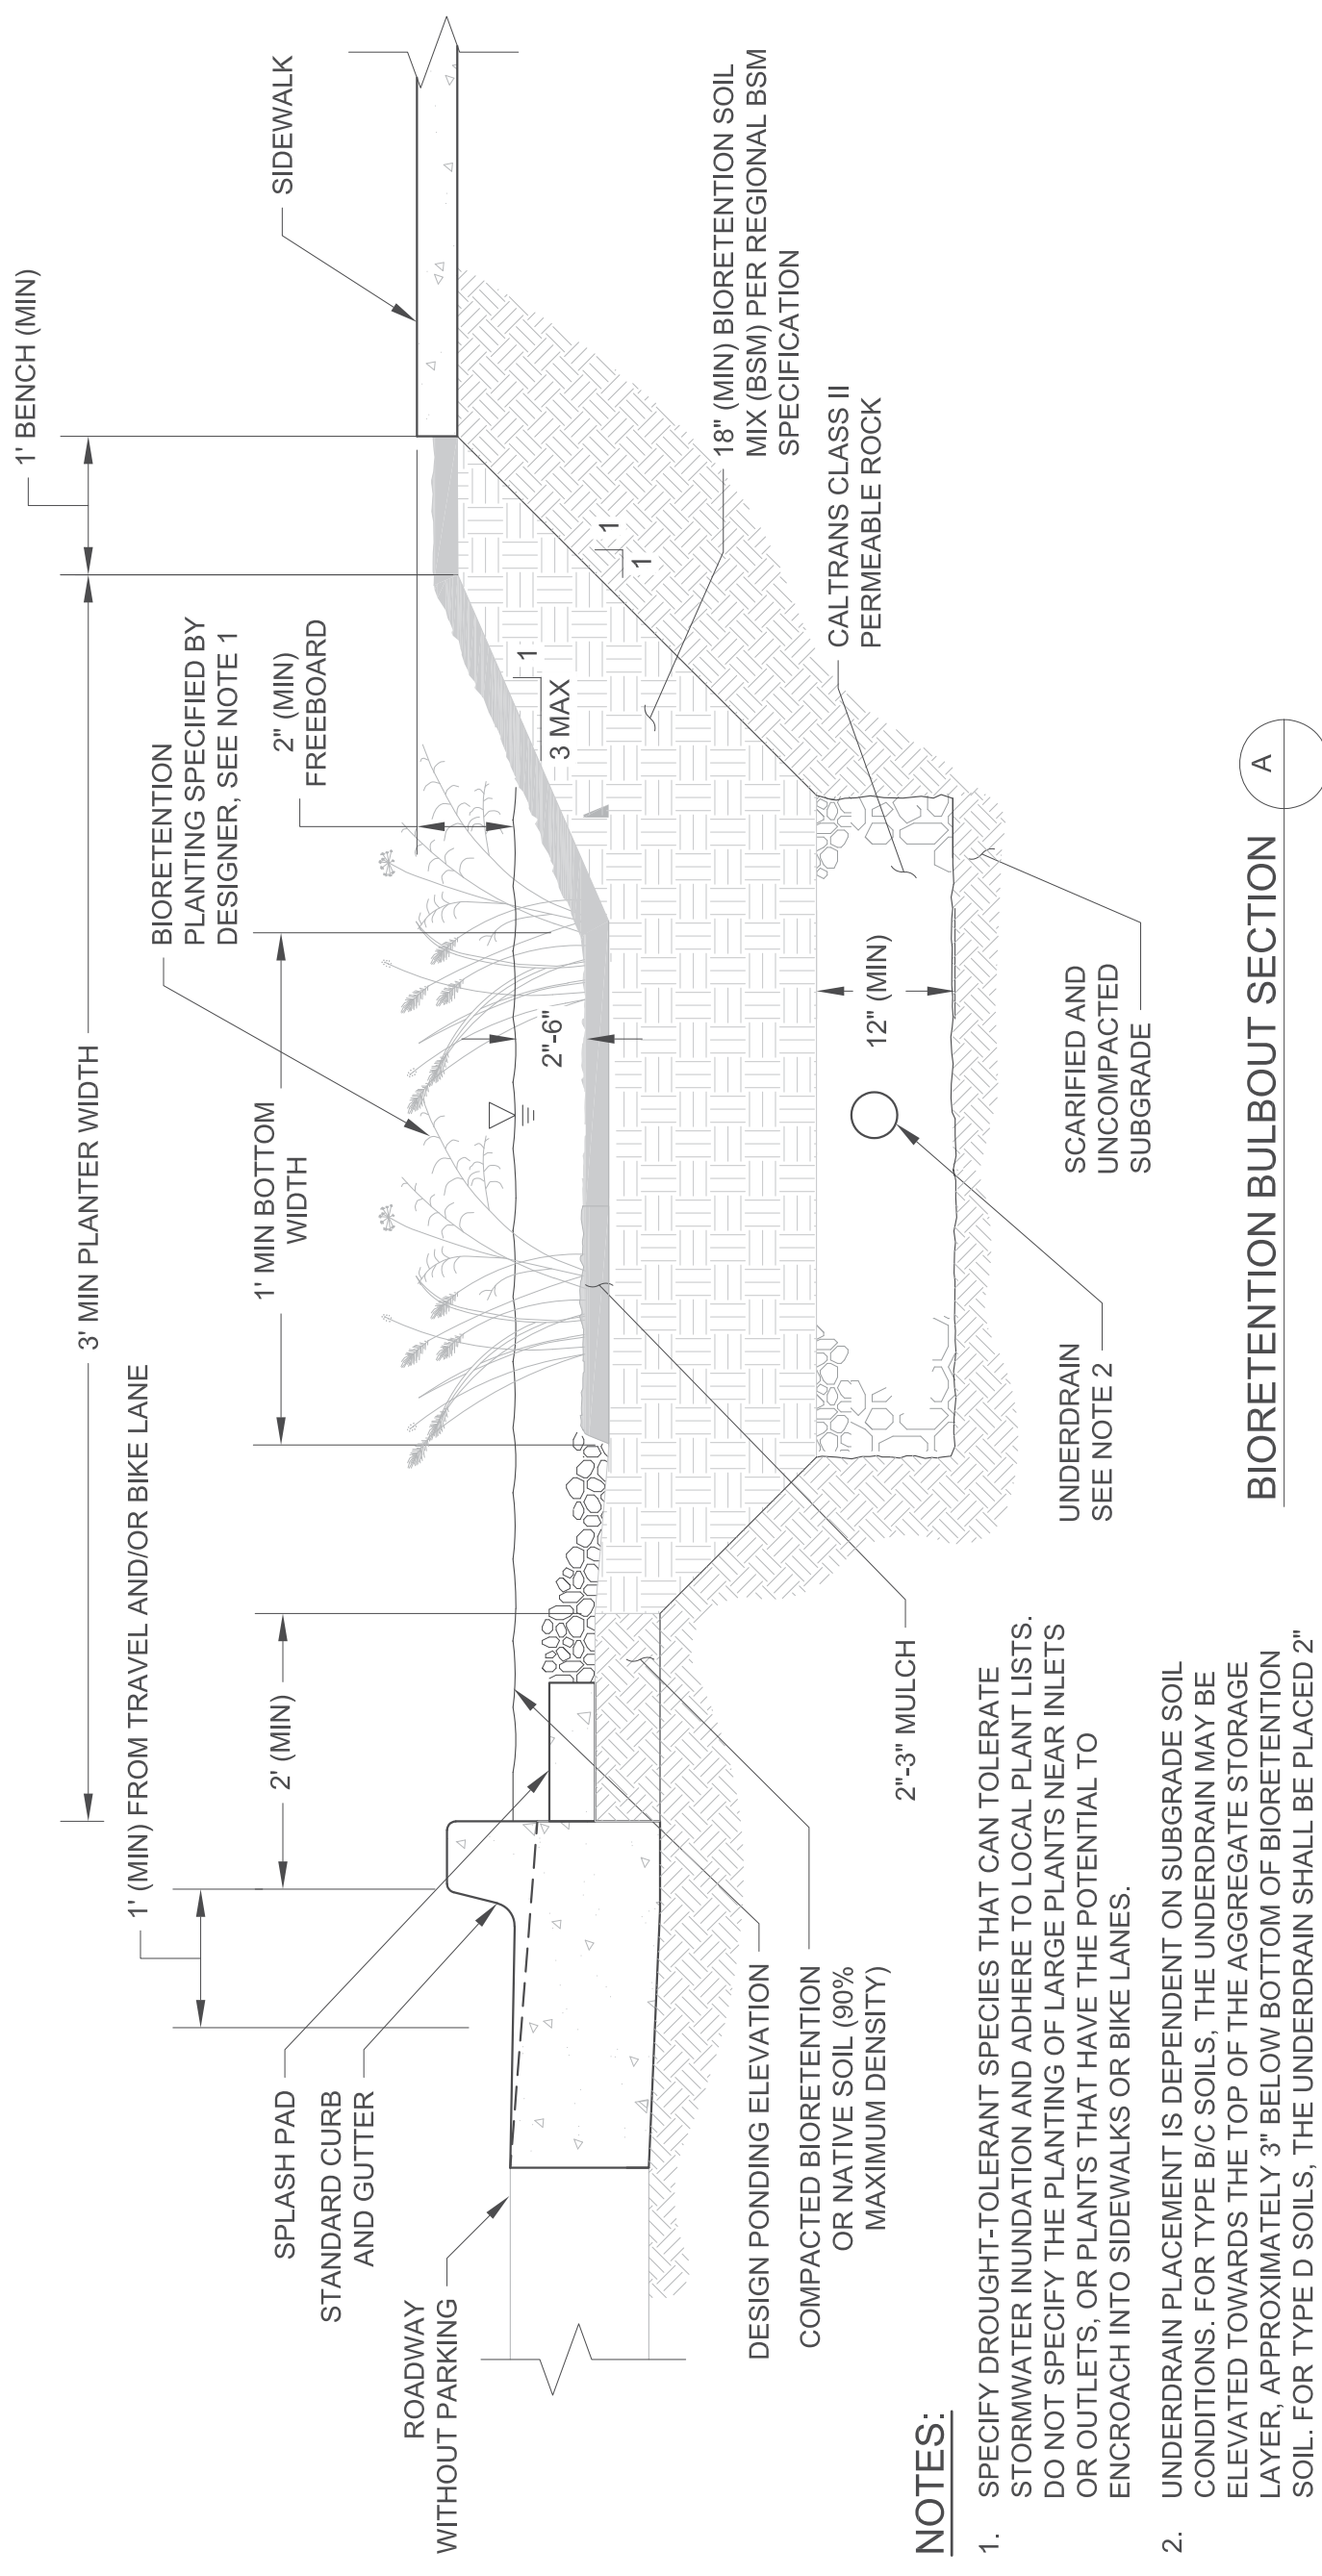 1' BENCH (MIN)
3' MIN PLANTER WIDTH
1' (MIN) FROM TRAVEL AND/OR BIKE LANE
SIDEWALK
BIORETENTION
PLANTING SPECIFIED BY
DESIGNER, SEE NOTE 1
2" (MIN)
FREEBOARD
1' MIN BOTTOM
WIDTH
2' (MIN)
SPLASH PAD
STANDARD CURB
AND GUTTER
ROADWAY
WITHOUT PARKING
1
3 MAX
1
1
2"-6"
18" (MIN) BIORETENTION SOIL
MIX (BSM) PER REGIONAL BSM
SPECIFICATION
CALTRANS CLASS II
PERMEABLE ROCK
12" (MIN)
DESIGN PONDING ELEVATION
COMPACTED BIORETENTION
OR NATIVE SOIL (90%
MAXIMUM DENSITY)
2"-3" MULCH
UNDERDRAIN
SEE NOTE 2
SCARIFIED AND
UNCOMPACTED
SUBGRADE
NOTES:
1. SPECIFY DROUGHT-TOLERANT SPECIES THAT CAN TOLERATE
STORMWATER INUNDATION AND ADHERE TO LOCAL PLANT LISTS.
DO NOT SPECIFY THE PLANTING OF LARGE PLANTS NEAR INLETS
OR OUTLETS, OR PLANTS THAT HAVE THE POTENTIAL TO
ENCROACH INTO SIDEWALKS OR BIKE LANES.
2. UNDERDRAIN PLACEMENT IS DEPENDENT ON SUBGRADE SOIL
CONDITIONS. FOR TYPE B/C SOILS, THE UNDERDRAIN MAY BE
ELEVATED TOWARDS THE TOP OF THE AGGREGATE STORAGE
LAYER, APPROXIMATELY 3" BELOW BOTTOM OF BIORETENTION
SOIL. FOR TYPE D SOILS, THE UNDERDRAIN SHALL BE PLACED 2"
BIORETENTION BULBOUT SECTION
A